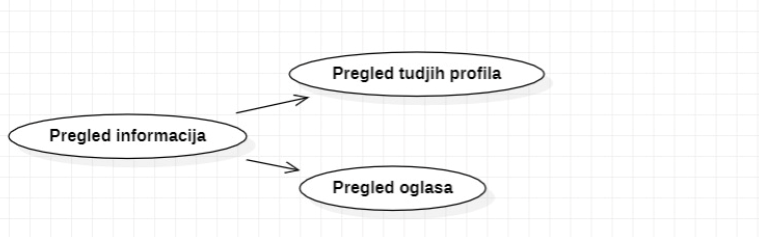 Pregled tudjih profila
Pregled informacija
Pregled oglasa